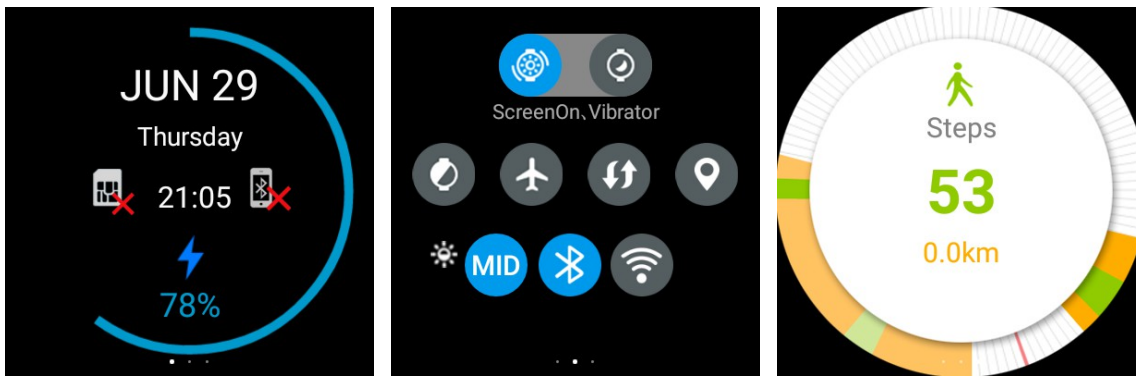 JUN 29
Thursday
21:05
78%
ScreenOn、Vibrator
MID
Steps
53
0.0km